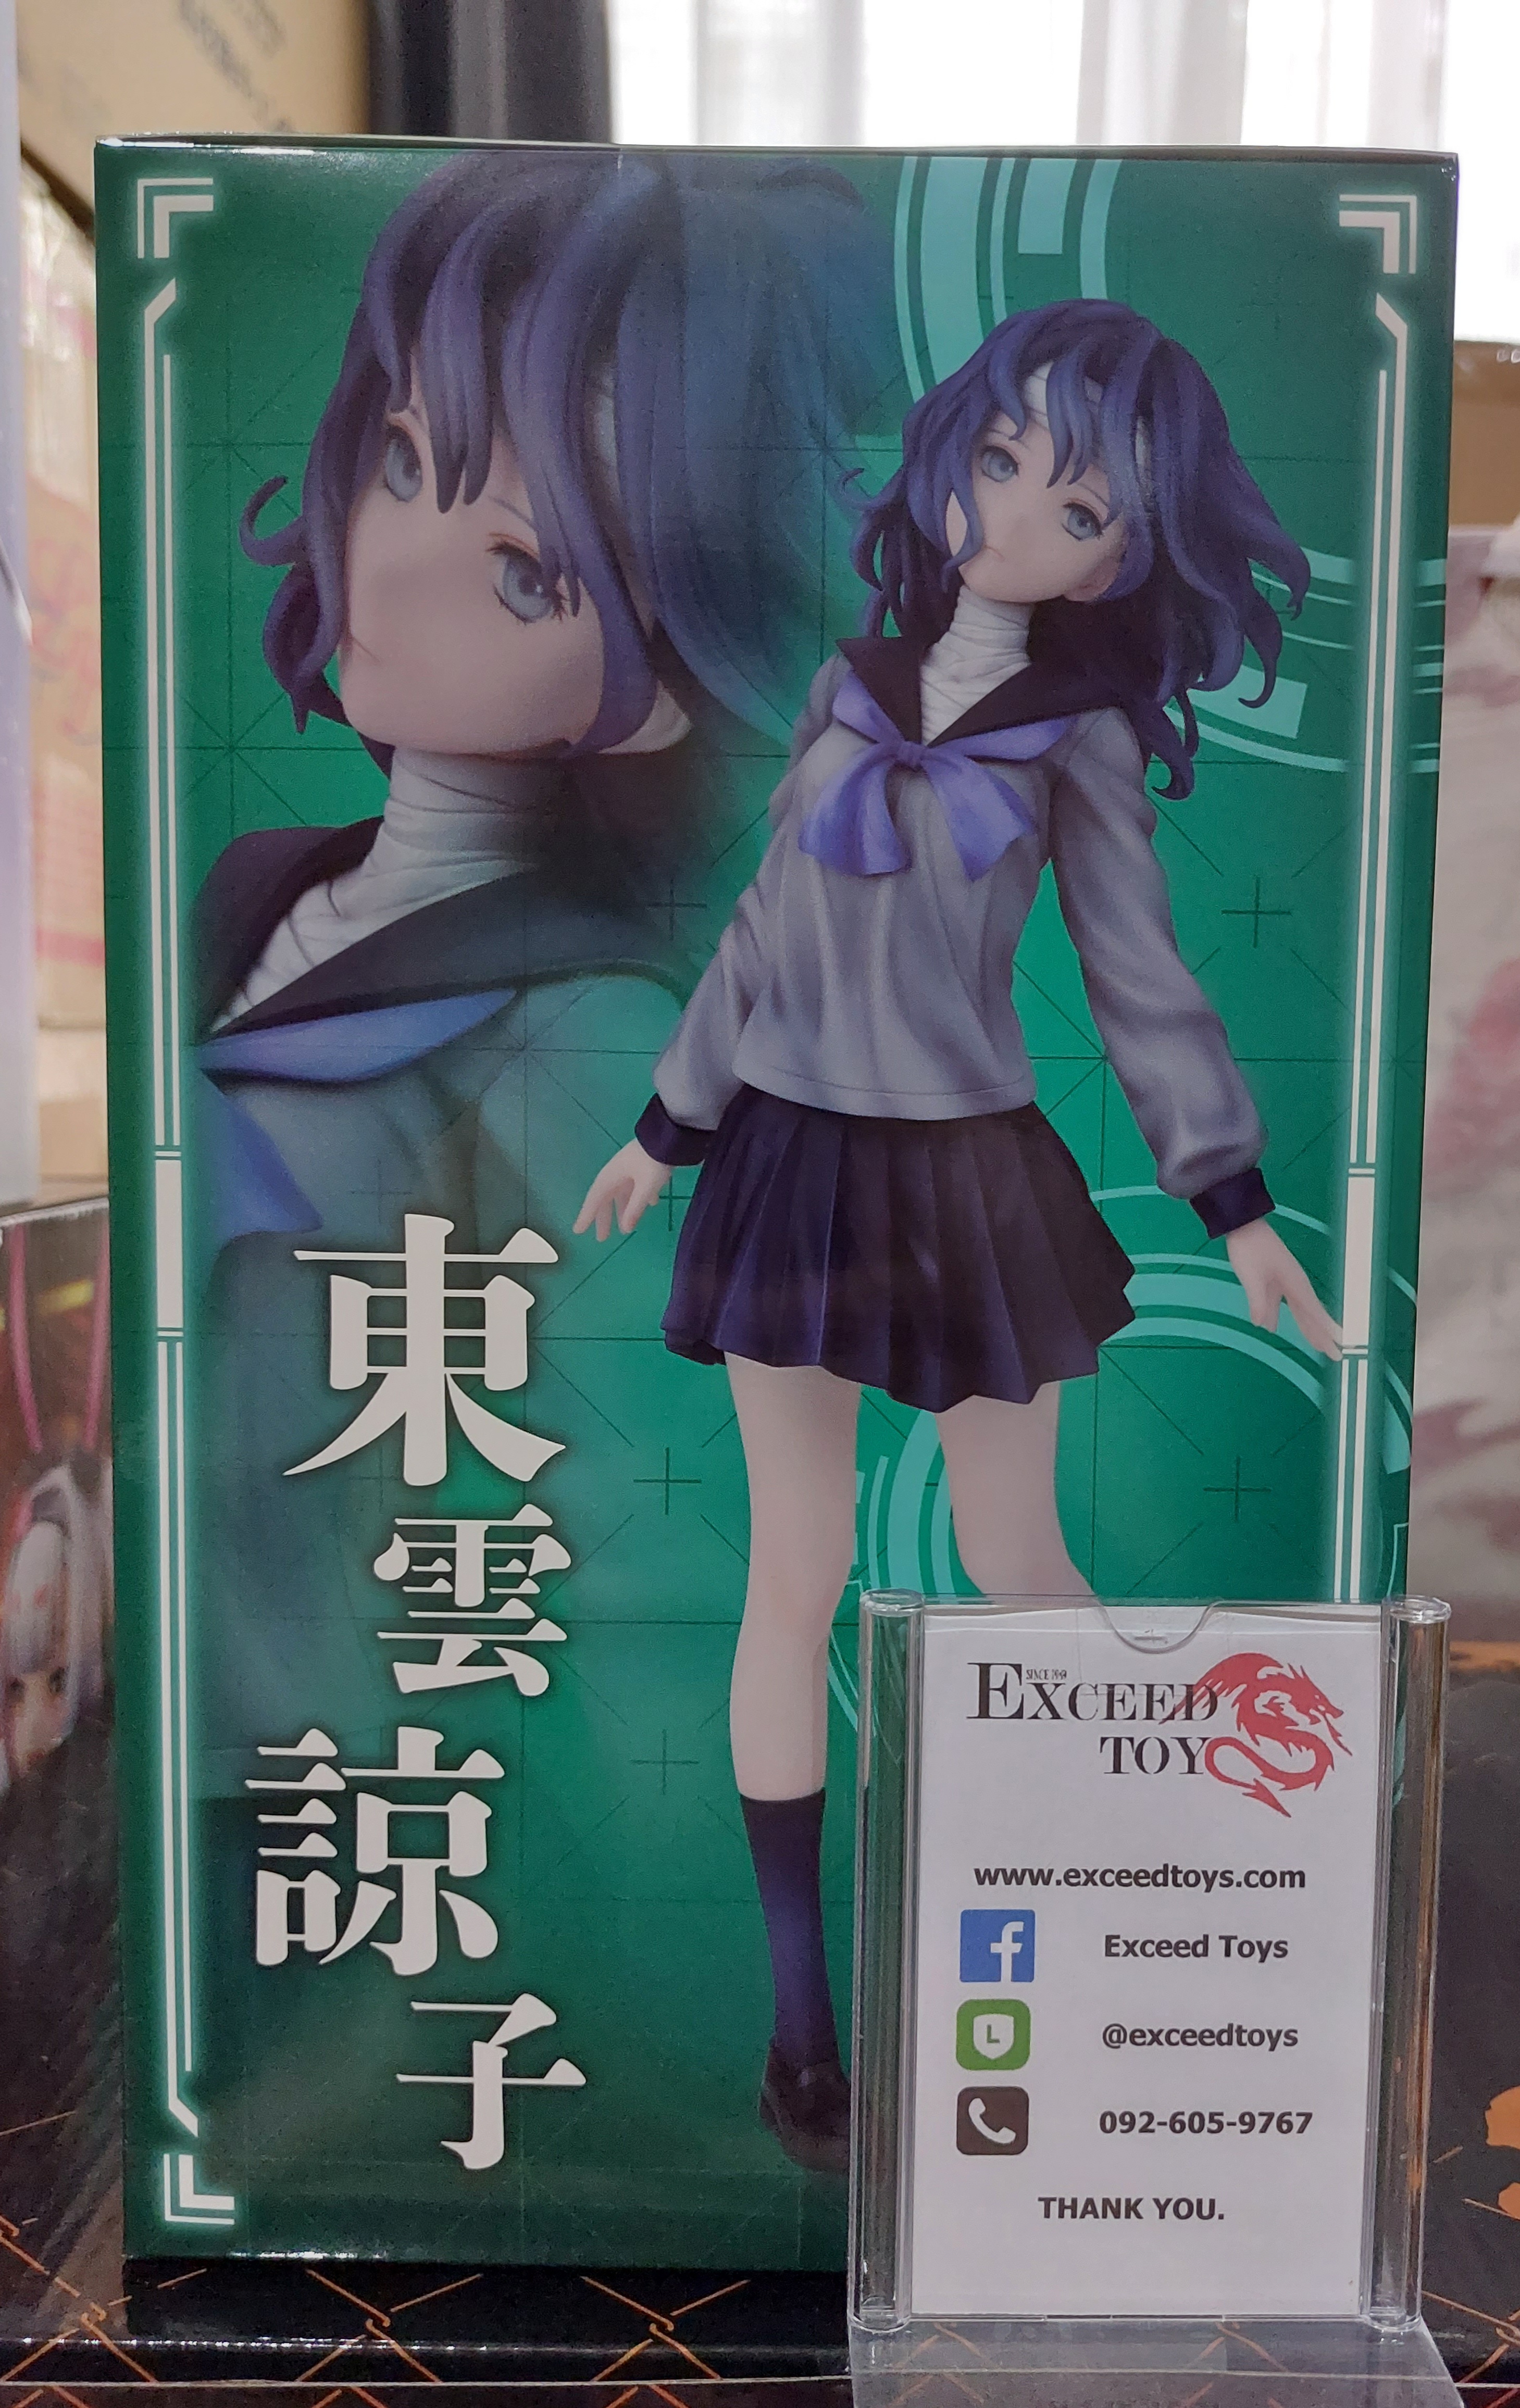 東雲諒子
EXCEED
TOY
www.exceedtoys.com
Exceed Toys
L
@exceedtoys
092-605-9767
THANK YOU.